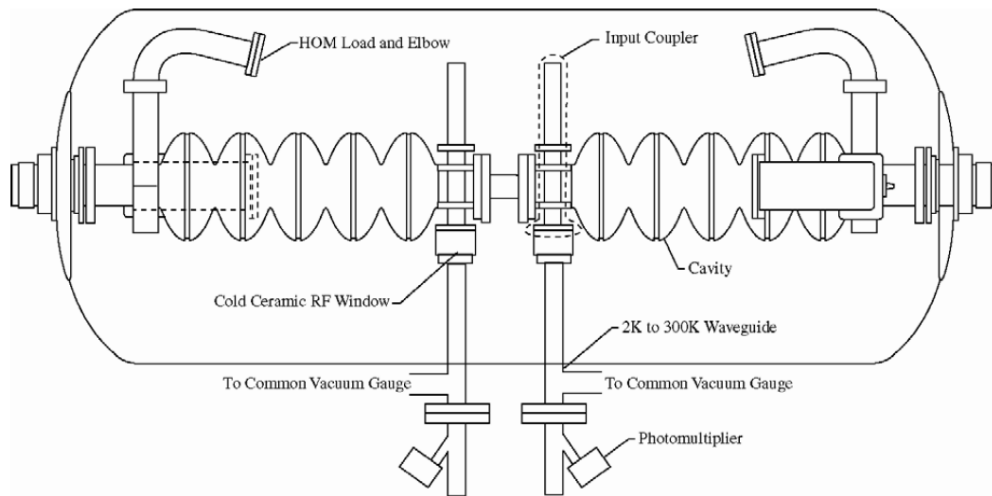 HOM Load and Elbow
Input Coupler
Cavity
Cold Ceramic RF Window
2K to 300K Waveguide
To Common Vacuum Gauge
To Common Vacuum Gauge
Photomultiplier